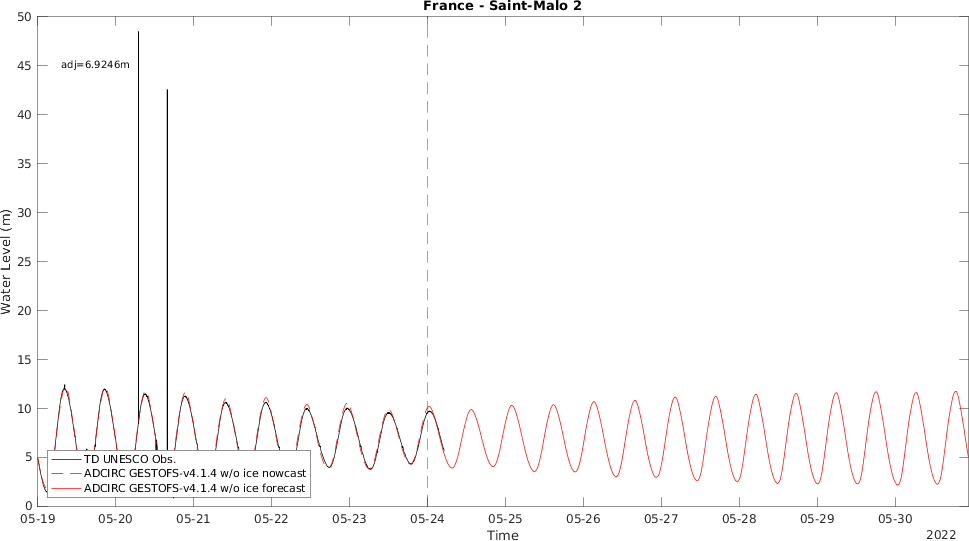 France - Saint-Malo 2
50
45
40
35
30
25
20
15
10
5
0
Water Level (m)
adj=6.9246m
TD UNESCO Obs.
ADCIRC GESTOFS-v4.1.4 w/o ice nowcast
ADCIRC GESTOFS-v4.1.4 w/o ice forecast
05-19 05-20 05-21 05-22 05-23 05-24 05-25 05-26 05-27 05-28 05-29 05-30
Time
2022